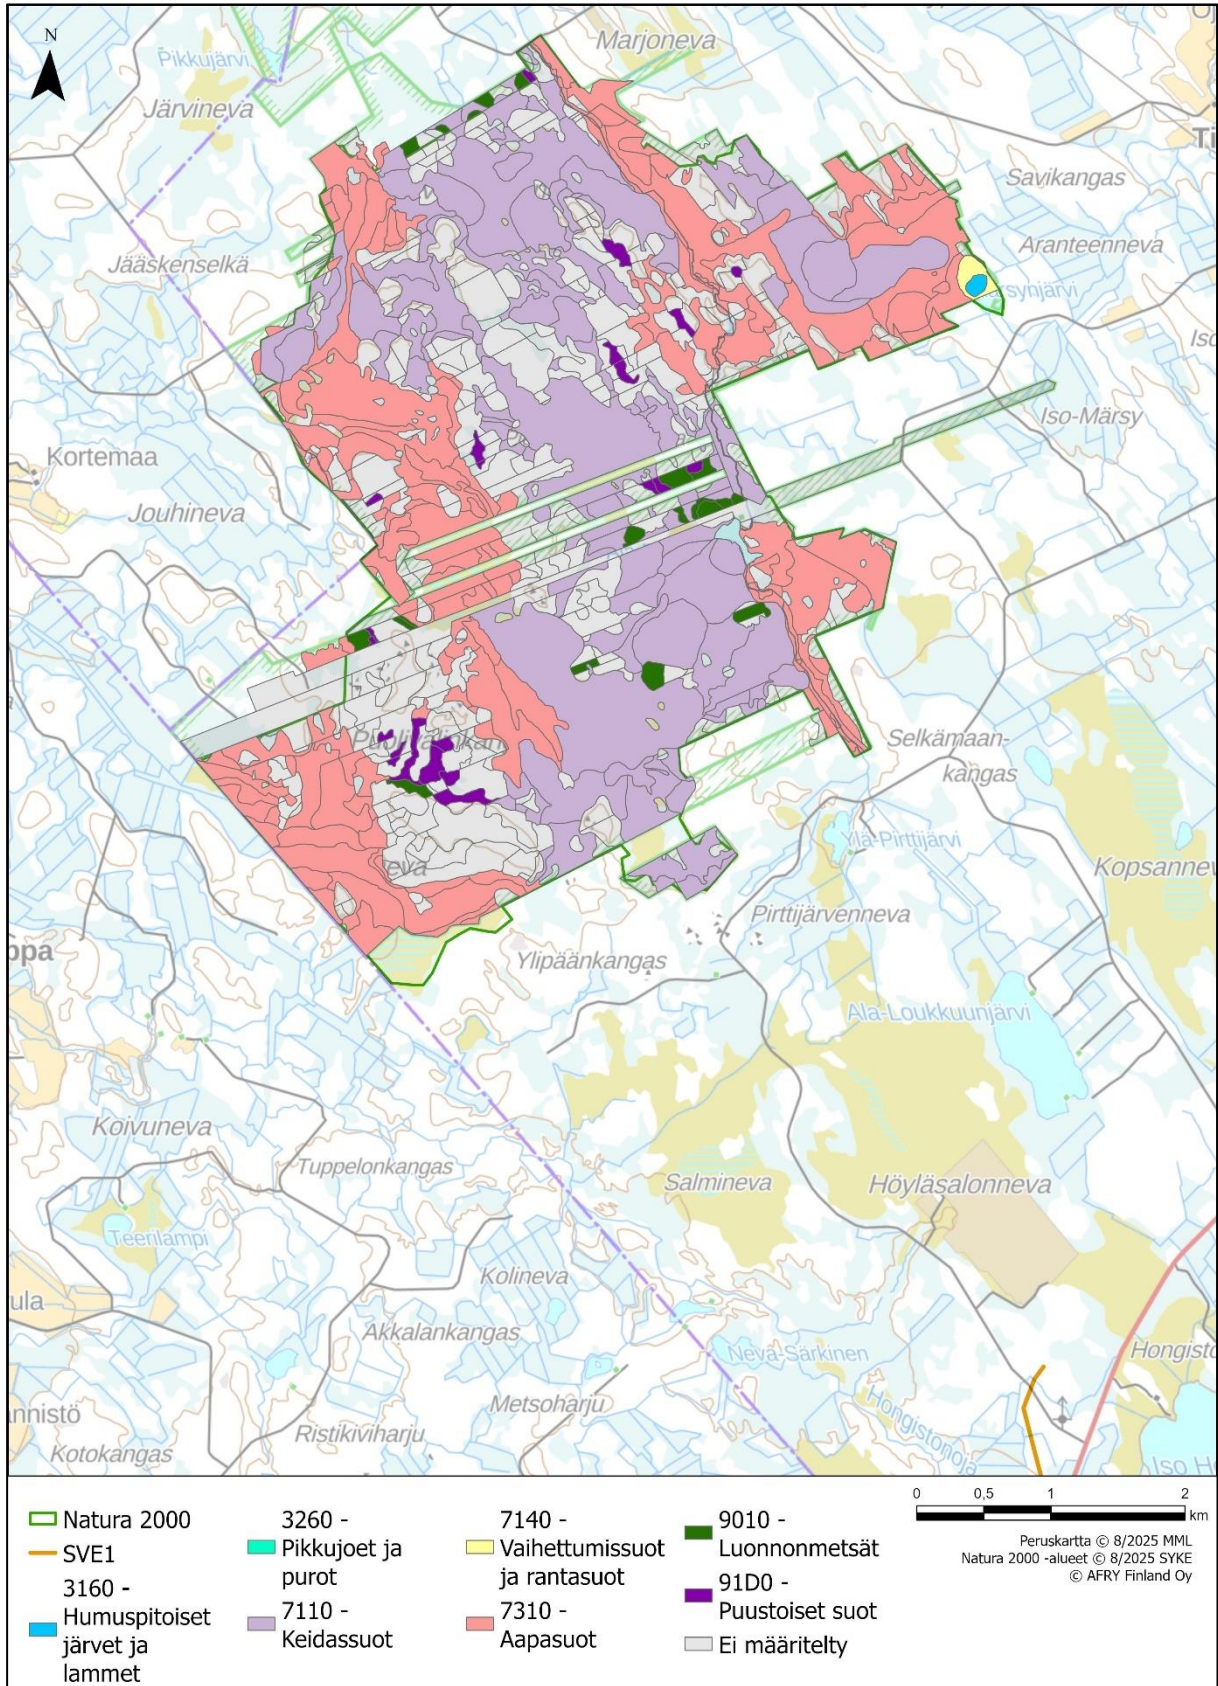 N
Marjoneva
Pikkujärvi
Järvineva
Savikangas
Aranteenneva
Jääskenselkä
Iso-Märsy
Kortemaa
Jouhineva
Selkämaan-
kangas
Ylä-Pirttijärvi
Pirttijärvenneva
Ylipäänkangas
Ala-Loukkuunjärvi
Koivuneva
Tuppelonkangas
Salmineva
Höyläsalonneva
Teerilampi
Kolineva
Akkalankangas
Neva-Särkinen
Metsoharju
Hongistonoja
Ristikiviharju
Kotokangas
Natura 2000
SVE1
3160 -
Humuspitoiset
järvet ja
lammet
3260 -
Pikkujoet ja
purot
7110 -
Keidassuot
7140 -
Vaihettumissuot
ja rantasuot
7310 -
Aapasuot
9010 -
Luonnonmetsät
91D0 -
Puustoiset suot
Ei määritelty
0 0,5 1 2
km
Peruskartta © 8/2025 MML
Natura 2000 -alueet © 8/2025 SYKE
© AFRY Finland Oy